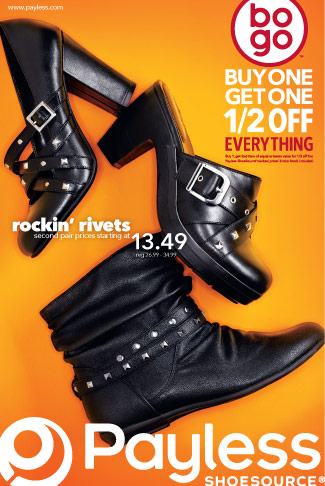 www.payless.com
bo
go
BUY ONE
GET ONE
1/2 OFF
EVERYTHING
rockin' rivets
second pair prices starting at
13.49
reg 26.99 - 34.99
Payless
SHOESOURCE®